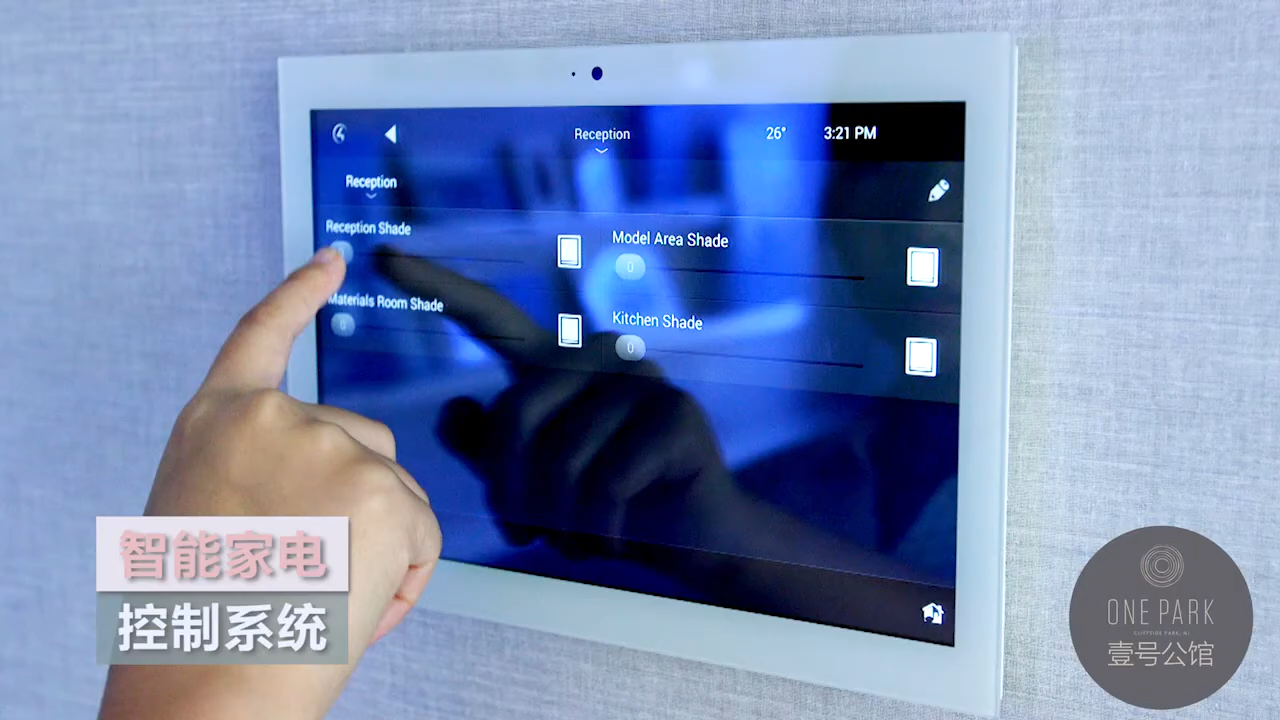 Reception
26°
3:21 PM
Reception
Reception Shade
Model Area Shade
0
Materials Room Shade
0
Kitchen Shade
0
智能家电
控制系统
ONE PARK
CLIFFSIDE PARK, NJ
壹号公馆